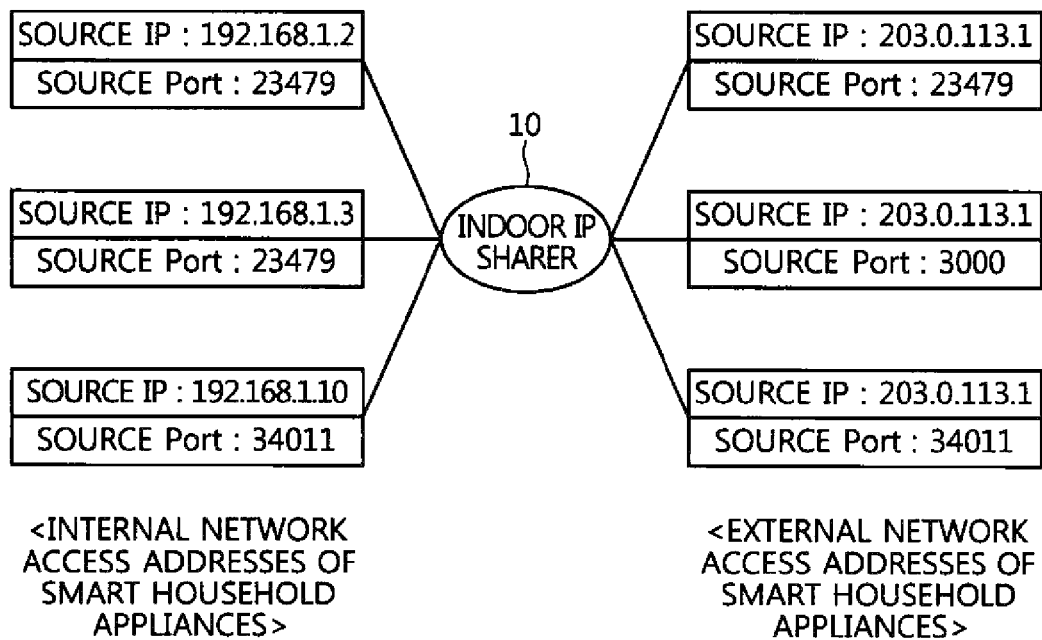 SOURCE IP : 192.168.1.2
SOURCE Port : 23479
SOURCE IP : 192.168.1.3
SOURCE Port : 23479
SOURCE IP : 192.168.1.10
SOURCE Port : 34011
<INTERNAL NETWORK
ACCESS ADDRESSES OF
SMART HOUSEHOLD
APPLIANCES>
10
INDOOR IP
SHARER
SOURCE IP : 203.0.113.1
SOURCE Port : 23479
SOURCE IP : 203.0.113.1
SOURCE Port : 3000
SOURCE IP : 203.0.113.1
SOURCE Port : 34011
<EXTERNAL NETWORK
ACCESS ADDRESSES OF
SMART HOUSEHOLD
APPLIANCES>